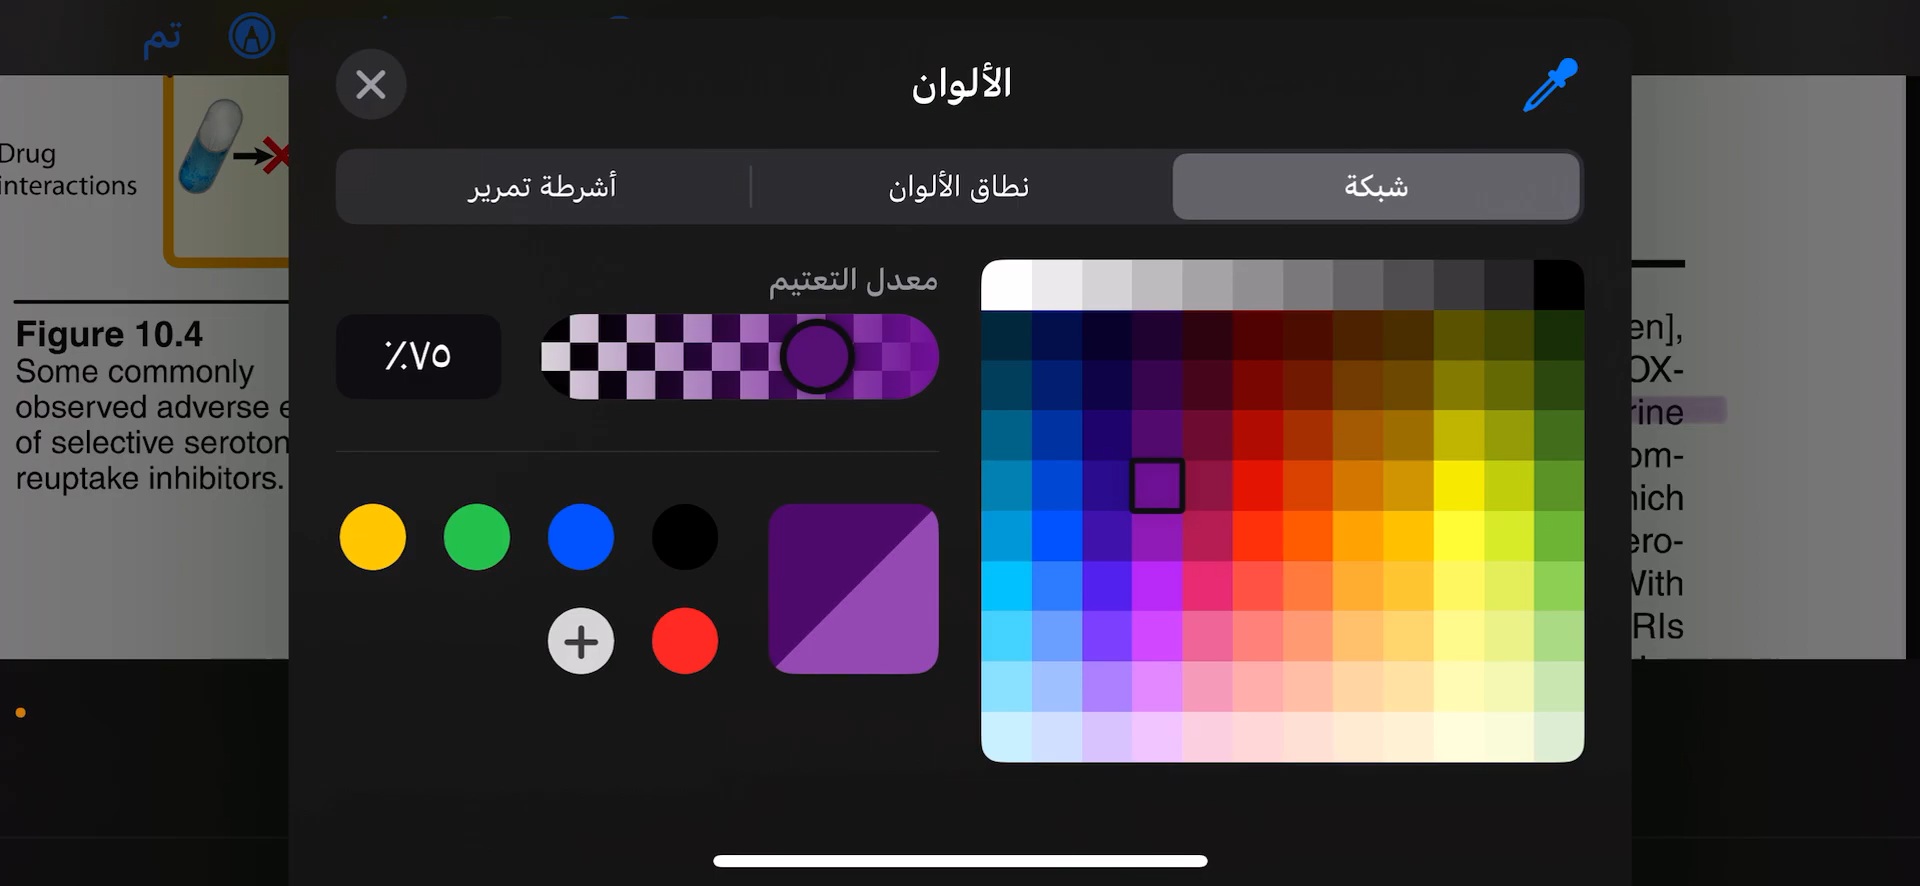 تم
الألوان
شبكة
نطاق الألوان
أشرطة تمرير
معدل التعتيم
٪٧٥
Drug
interactions
Figure 10.4
Some commonly
observed adverse e
of selective seroton
reuptake inhibitors.
en],
OX-
rine
om-
hich
ero-
With
RIs